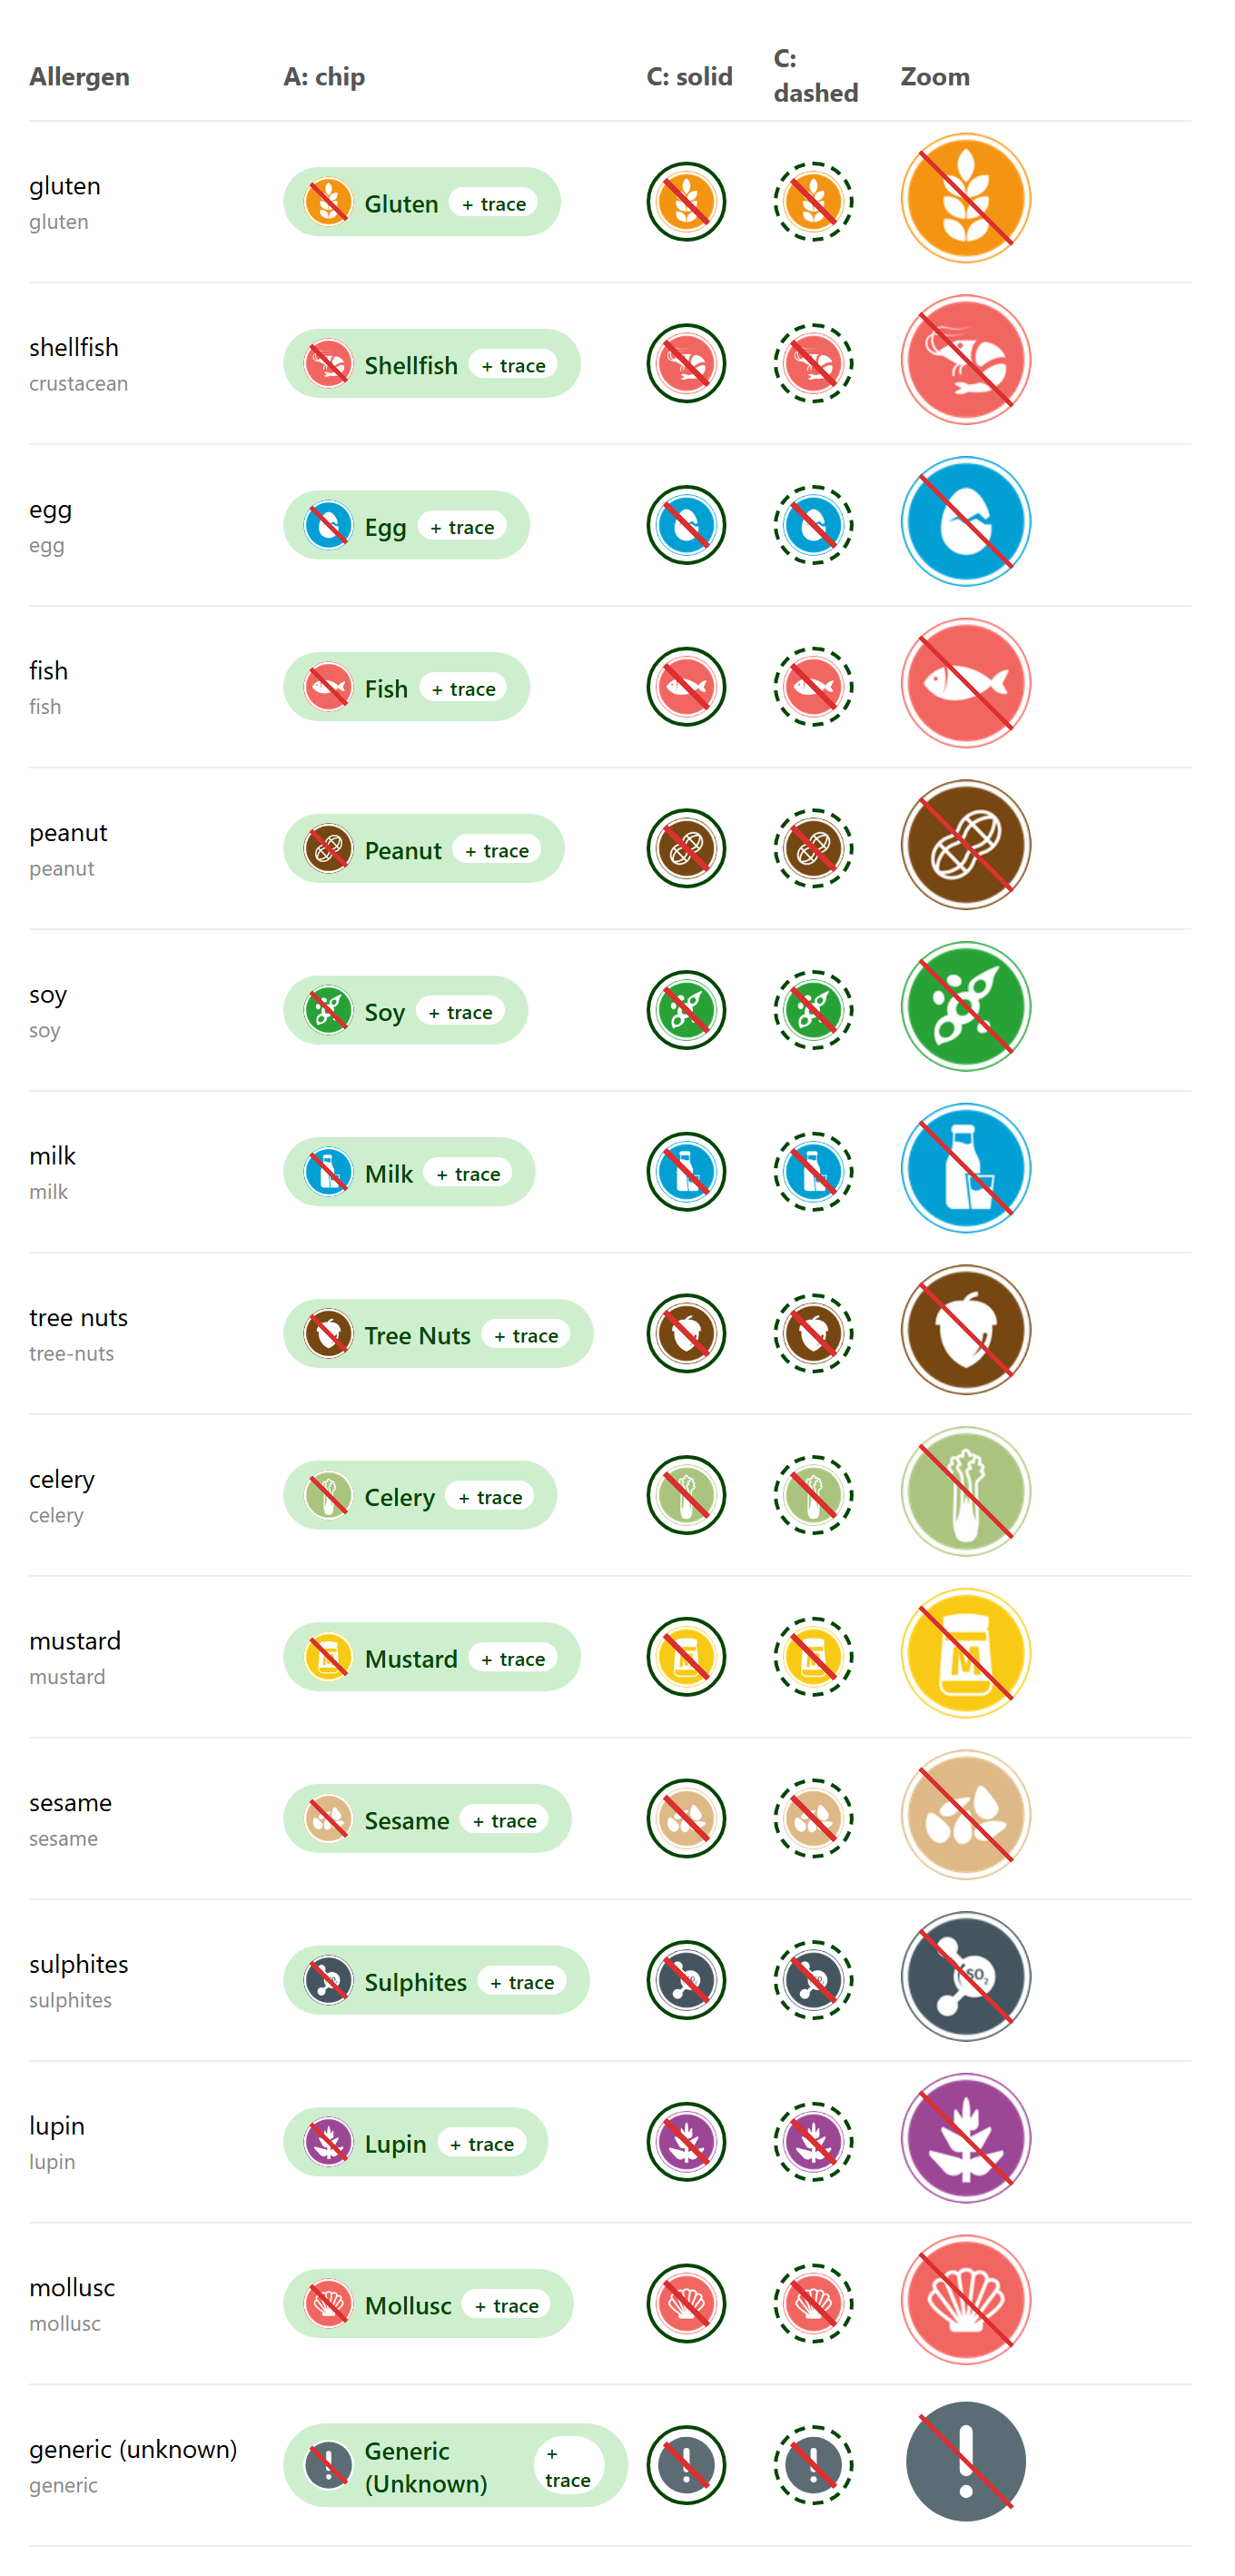 Allergen A: chip C: solid C: dashed Zoom
gluten
gluten
Gluten + trace
shellfish
crustacean
Shellfish + trace
egg
egg
Egg + trace
fish
fish
Fish + trace
peanut
peanut
Peanut + trace
soy
soy
Soy + trace
milk
milk
Milk + trace
tree nuts
tree-nuts
Tree Nuts + trace
celery
celery
Celery + trace
mustard
mustard
Mustard + trace
M
sesame
sesame
Sesame + trace
sulphites
sulphites
Sulphites + trace
SO₂
lupin
lupin
Lupin + trace
mollusc
mollusc
Mollusc + trace
generic (unknown)
generic
Generic
(Unknown)
+
trace